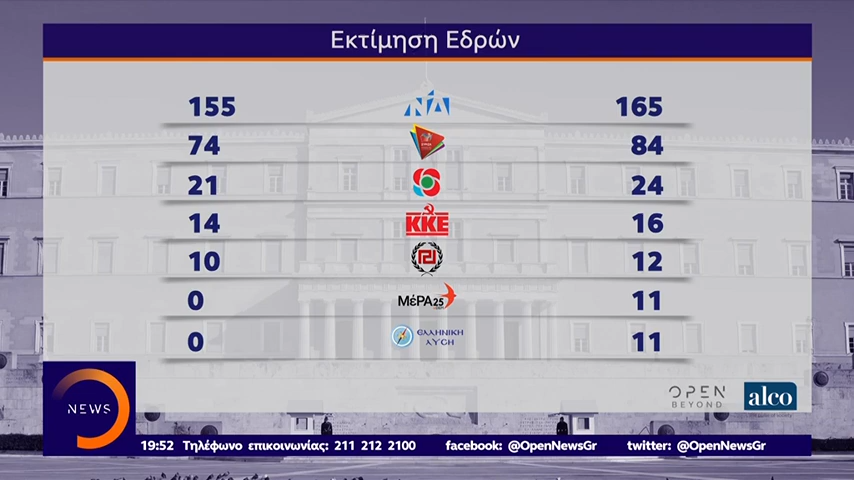 Εκτίμηση Εδρών
155 ΝΔ 165
74 84
21 24
14 ΚΚΕ 16
10 12
0 ΜέΡΑ25 11
0 ΕΛΛΗΝΙΚΗ ΛΥΣΗ 11
OPEN BEYOND
alco
NEWS
19:52 Τηλέφωνο επικοινωνίας: 211 212 2100 facebook: @OpenNewsGr twitter: @OpenNewsGr